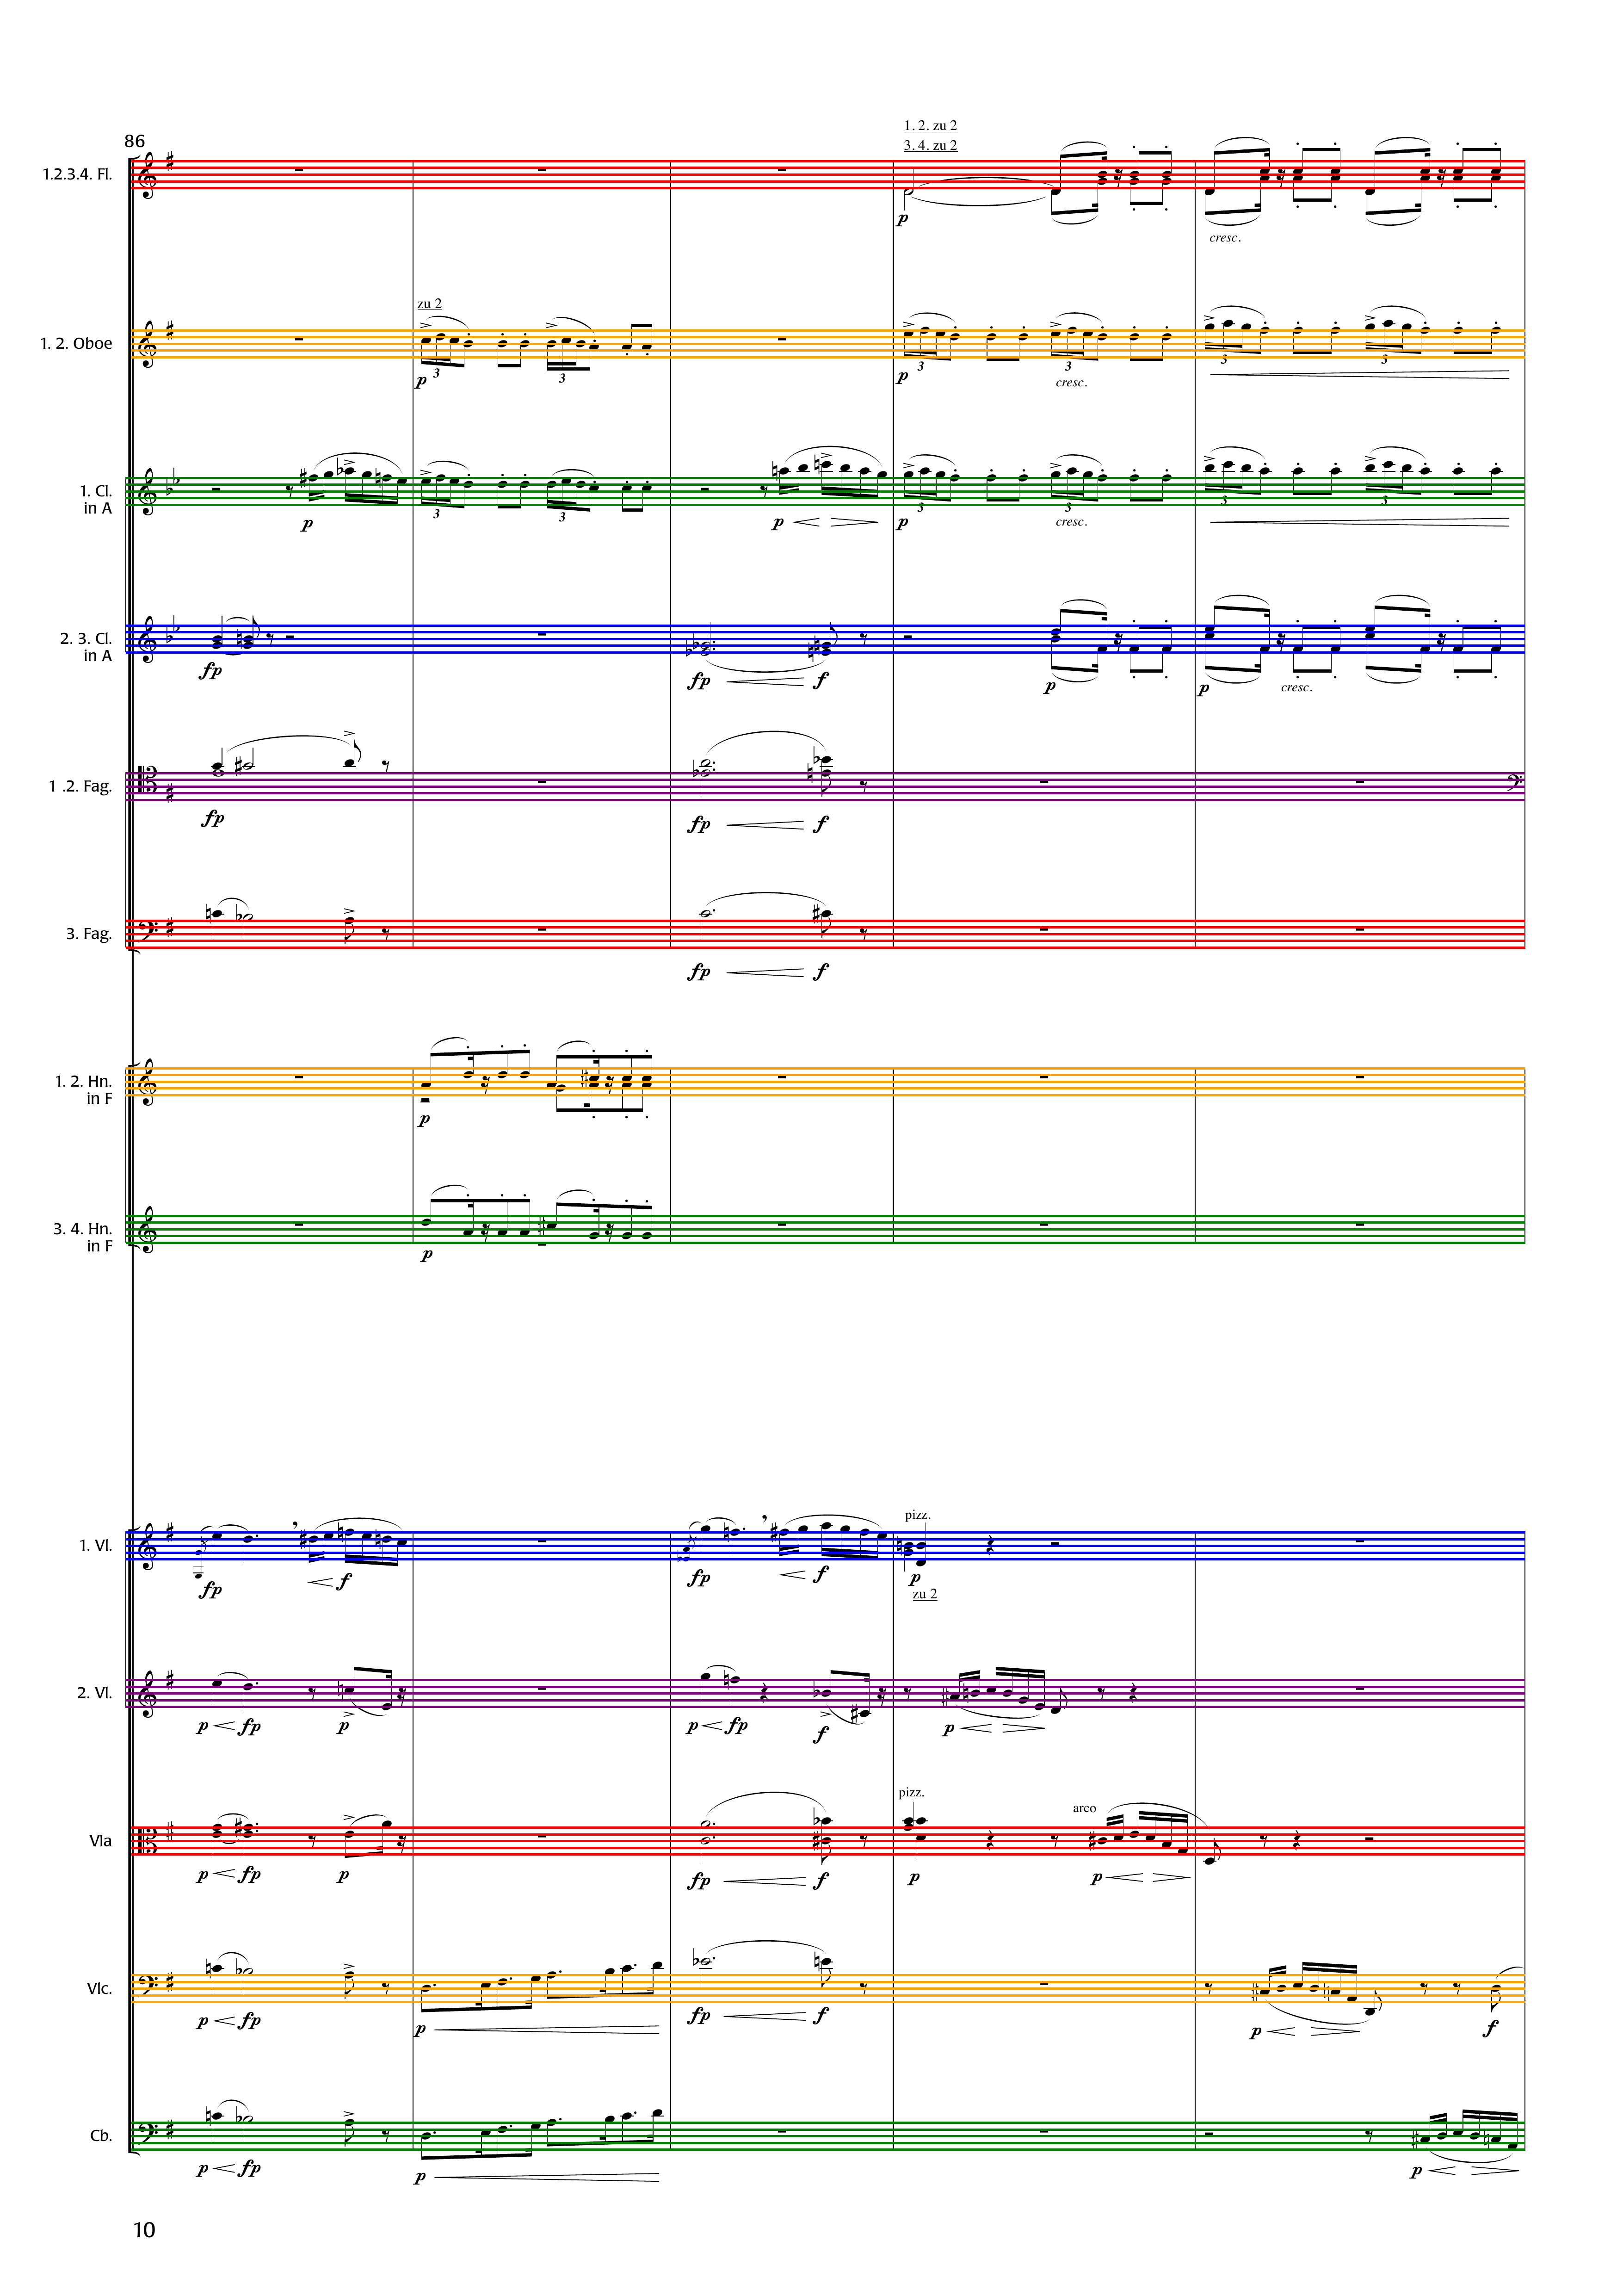 1. 2. zu 2
86
3. 4. zu 2
1.2.3.4. Fl.
p
cresc.
zu 2
1. 2. Oboe
3 3 3 3 3 3
p p cresc.
1. Cl.
in A
3 3 3 3 3 3
p p p cresc.
2. 3. Cl.
in A
fp fp f p p cresc.
1 .2. Fag.
fp fp f
3. Fag.
fp f
1. 2. Hn.
in F
p
3. 4. Hn.
in F
p
pizz.
1. Vl.
fp f fp f p
zu 2
2. Vl.
p fp p p fp f p
pizz.
arco
Vla
p fp p fp f p p
Vlc.
p fp p fp f p f
Cb.
p fp p p
10